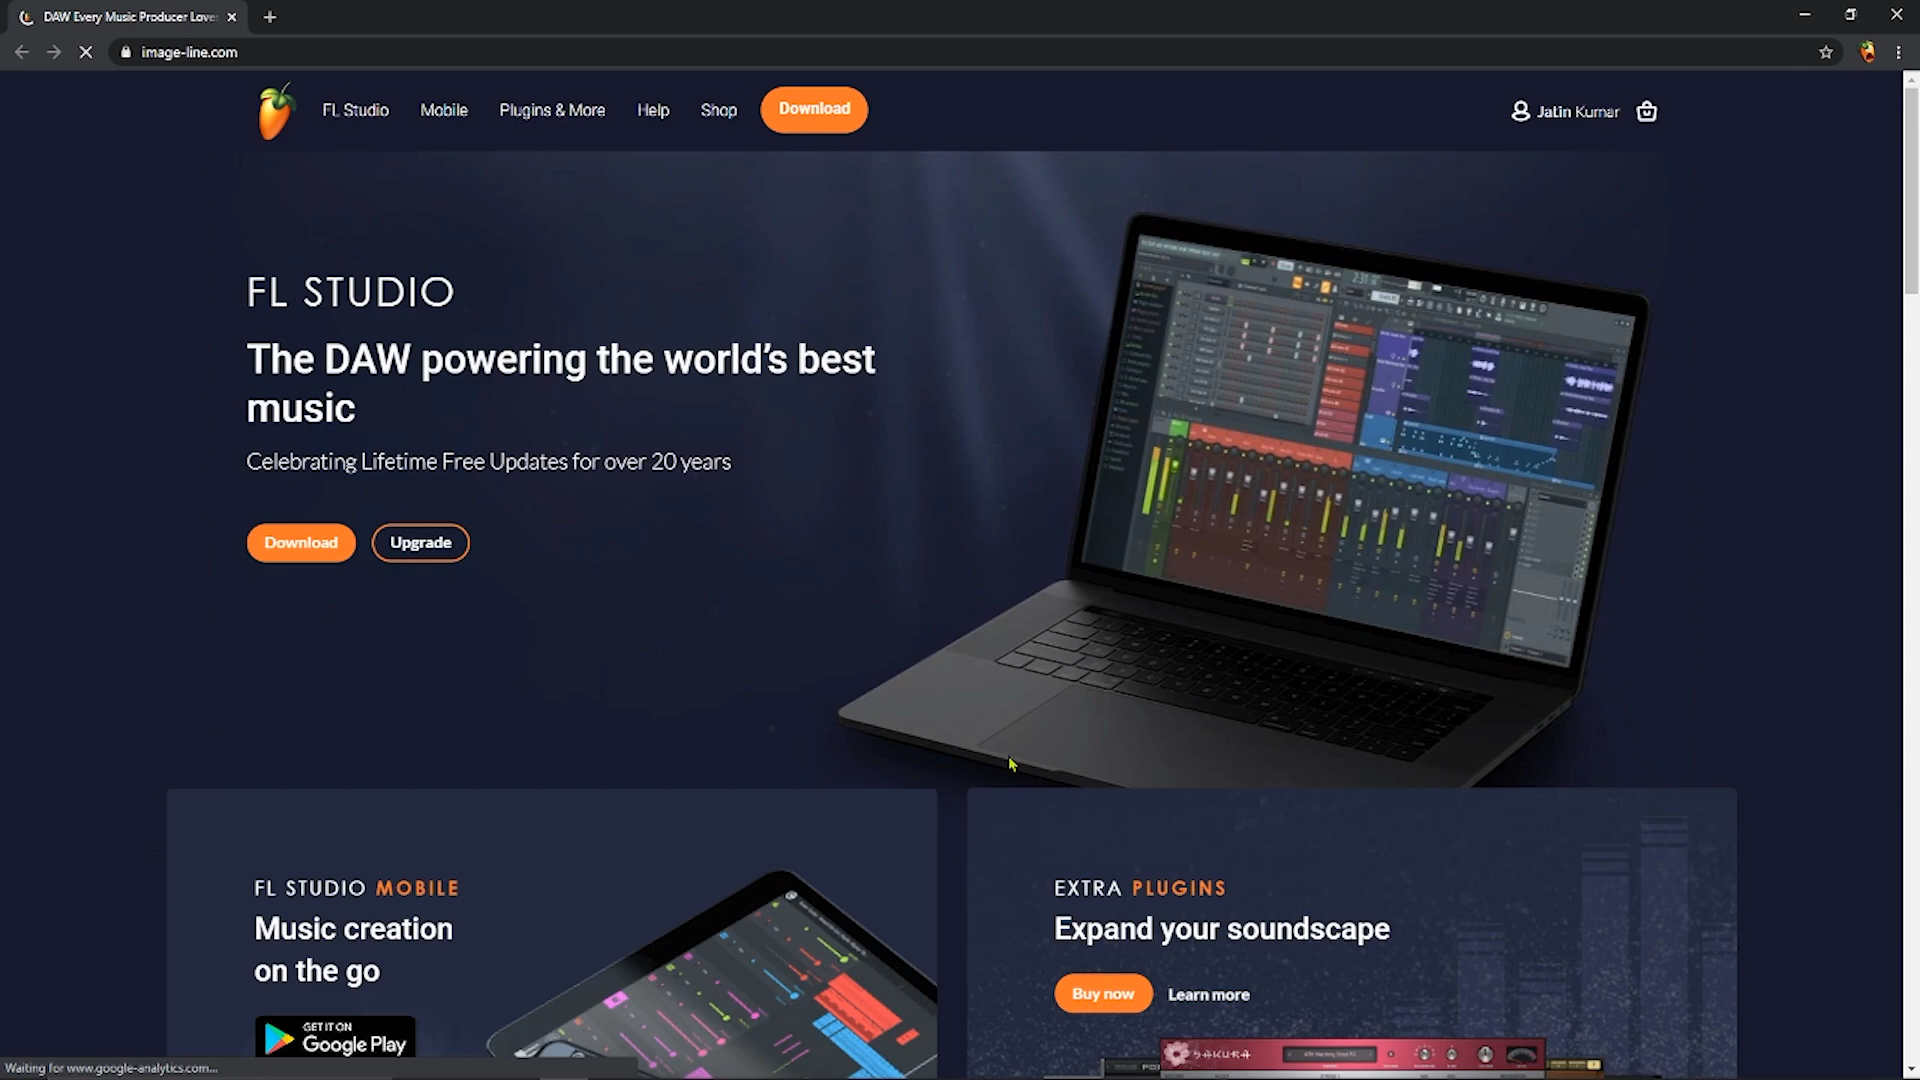 DAW Every Music Producer Love
image-line.com
FL Studio
Mobile
Plugins & More
Help
Shop
Download
Jatin Kumar
FL STUDIO
The DAW powering the world's best
music
Celebrating Lifetime Free Updates for over 20 years
Download
Upgrade
FL STUDIO MOBILE
Music creation
on the go
GET IT ON
Google Play
EXTRA PLUGINS
Expand your soundscape
Buy now
Learn more
SAKURA
Waiting for www.google-analytics.com...